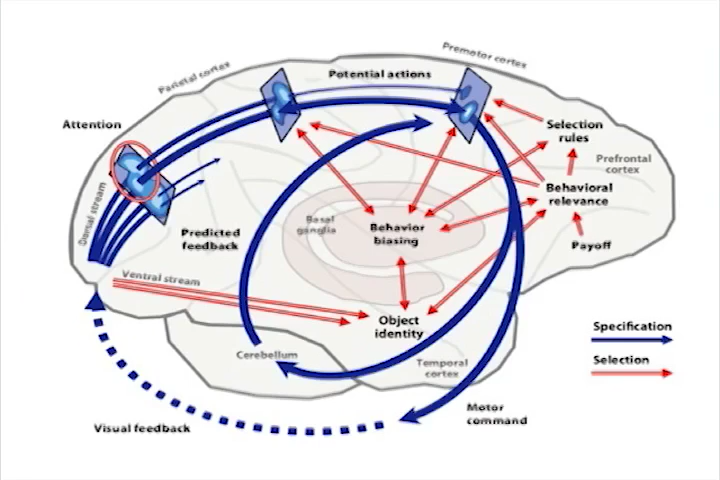 Premotor cortex
Parietal cortex
Potential actions
Attention
Selection
rules
Prefrontal
cortex
Behavioral
relevance
Dorsal stream
Predicted
feedback
Basal
ganglia
Behavior
biasing
Payoff
Ventral stream
Object
identity
Specification
Cerebellum
Temporal
cortex
Selection
Motor
command
Visual feedback